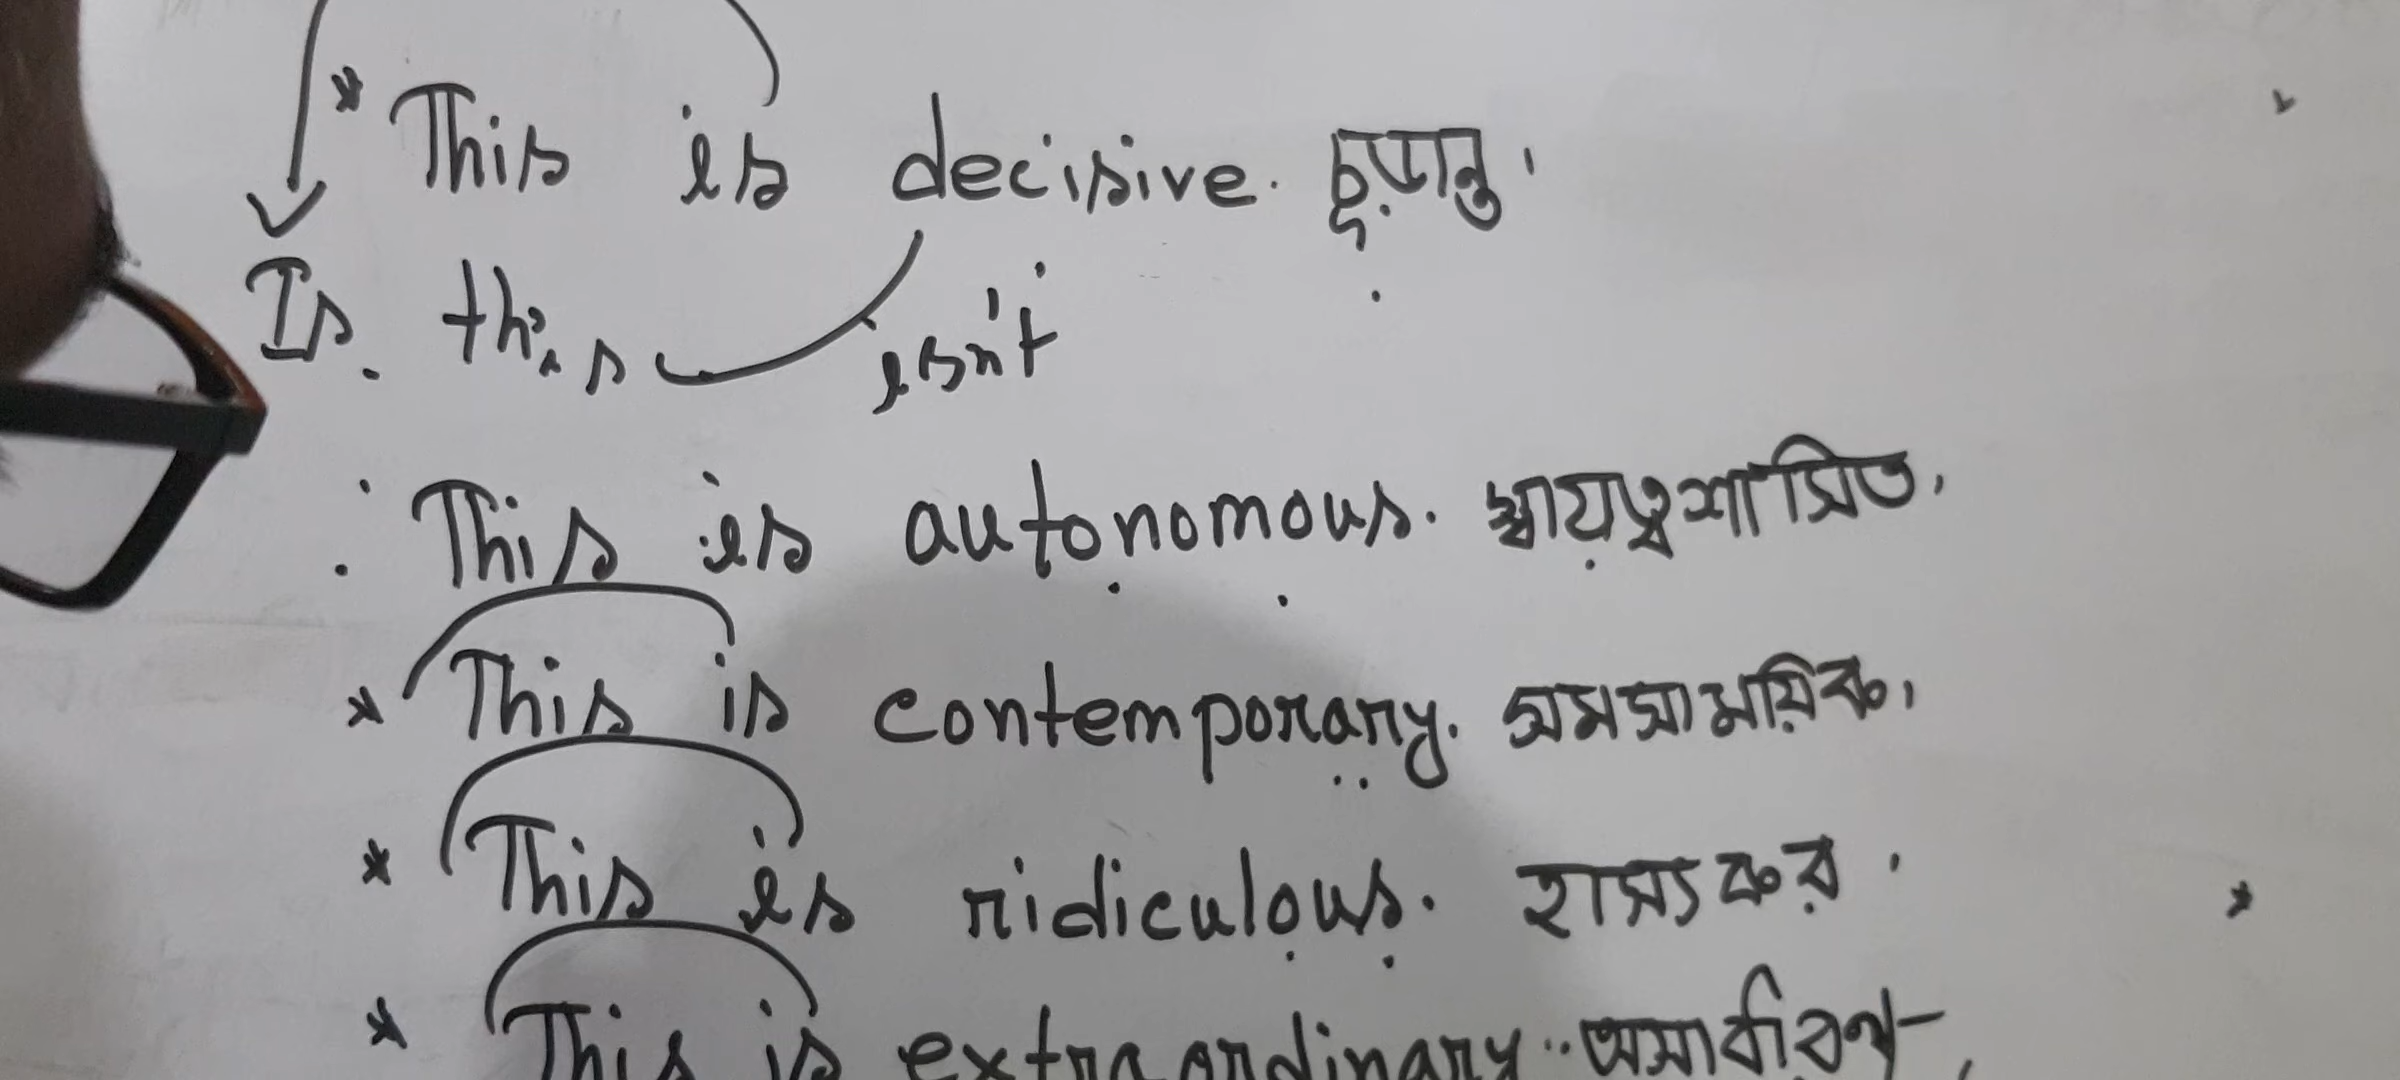 * This is decisive. চূড়ান্ত।
Is this isn't
This is autonomous. স্বায়ত্বশাসিত।
* This is contemporary. সমসাময়িক।
* This is ridiculous. হাস্যকর
* This is extraordinary. অসাধারণ